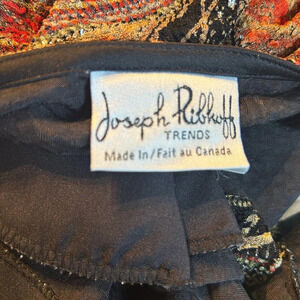 Joseph Ribkoff
TRENDS
Made In/Fait au Canada